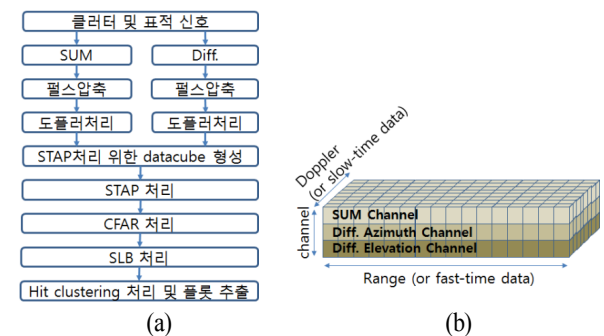 클러터 및 표적 신호
SUM
Diff.
펄스압축
펄스압축
도플러처리
도플러처리
STAP처리 위한 datacube 형성
STAP 처리
CFAR 처리
SLB 처리
Hit clustering 처리 및 플롯 추출
(a)
Doppler
(or slow-time data)
channel
SUM Channel
Diff. Azimuth Channel
Diff. Elevation Channel
Range (or fast-time data)
(b)